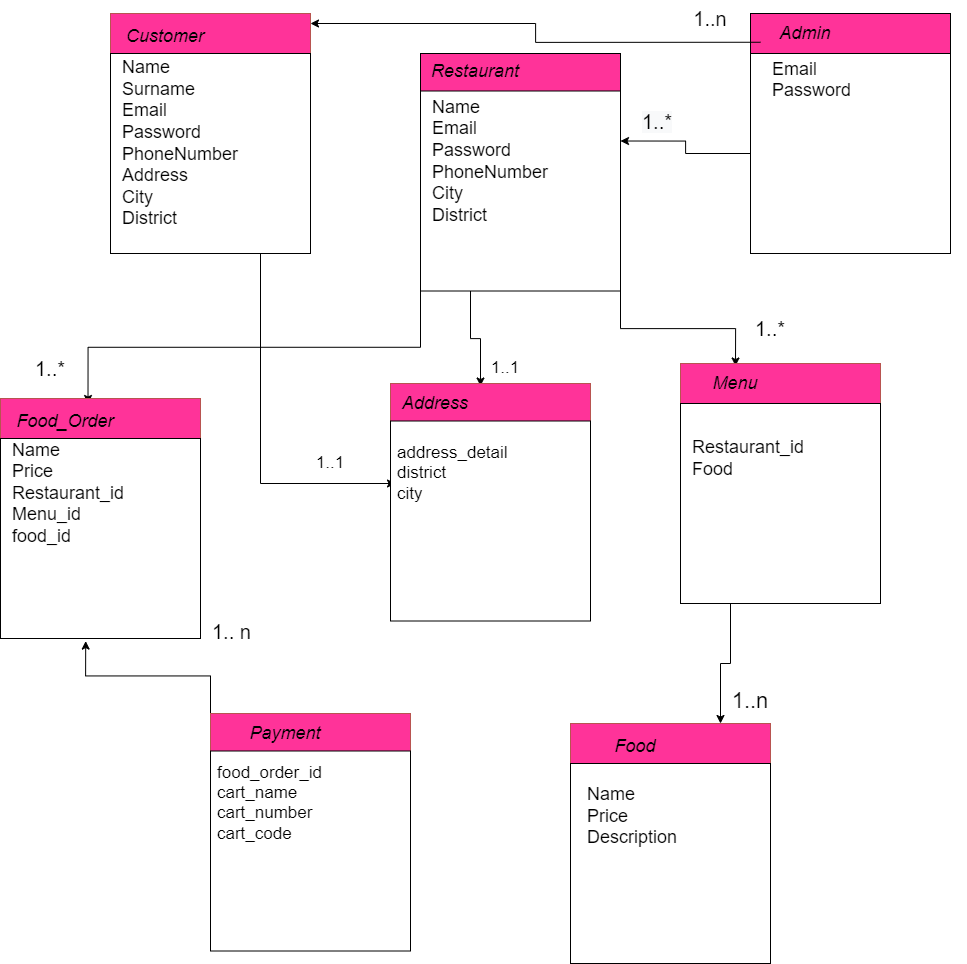 Customer
Name
Surname
Email
Password
PhoneNumber
Address
City
District
1..n
Admin
Email
Password
Restaurant
Name
Email
Password
PhoneNumber
City
District
1..*
1..*
1..*
1..1
1..1
Food_Order
Name
Price
Restaurant_id
Menu_id
food_id
Address
address_detail
district
city
Menu
Restaurant_id
Food
1.. n
1..n
Payment
food_order_id
cart_name
cart_number
cart_code
Food
Name
Price
Description